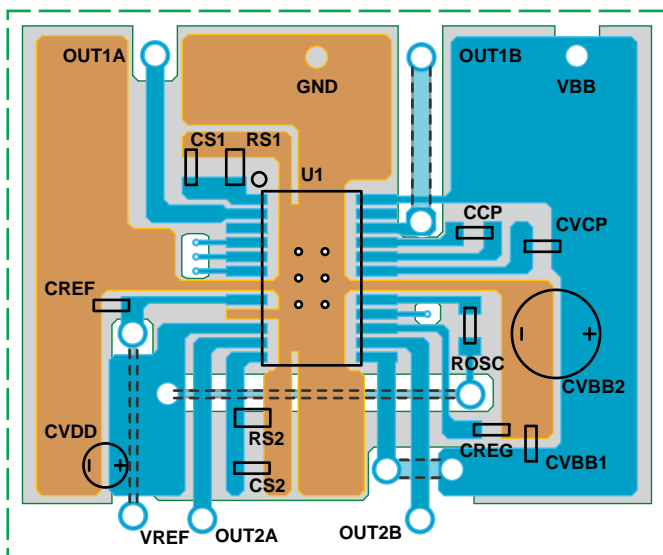 OUT1A
OUT1B
GND
VBB
CS1 RS1
U1
CCP
CVCP
CREF
ROSC
CVBB2
CVDD
RS2
CREG
CVBB1
CS2
VREF
OUT2A
OUT2B